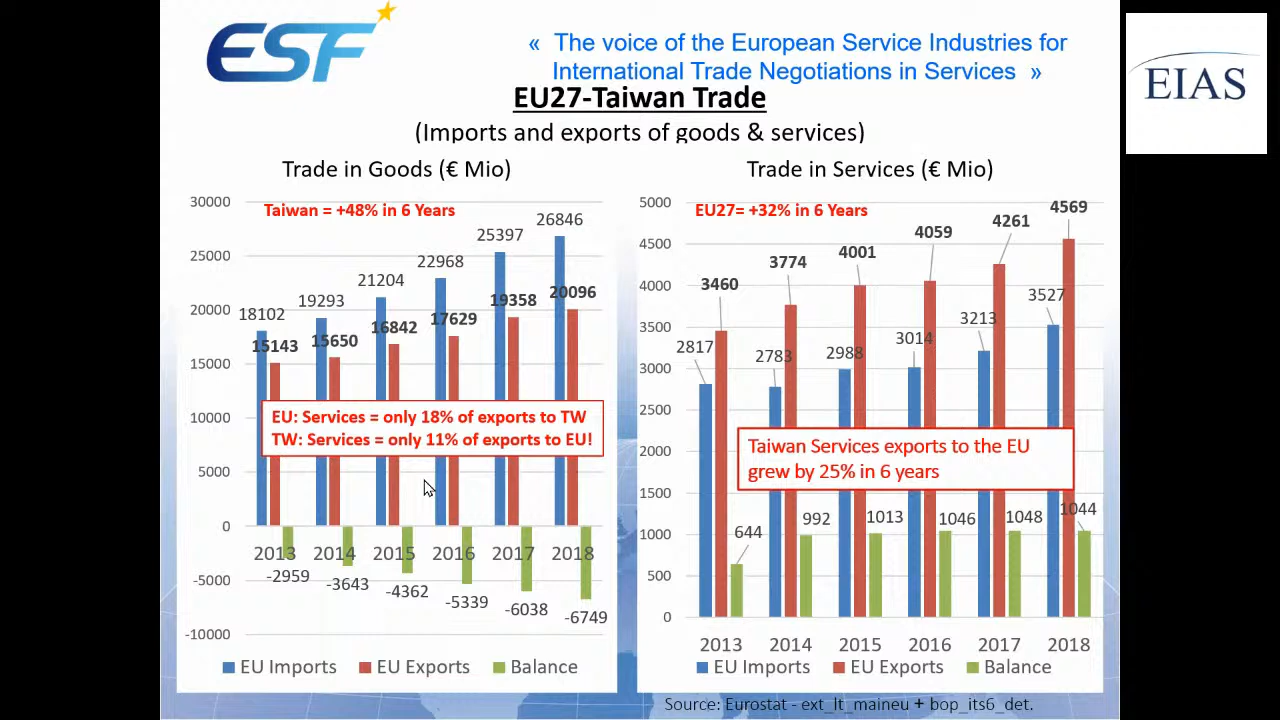 ESF
« The voice of the European Service Industries for
International Trade Negotiations in Services »
EIAS
EU27-Taiwan Trade
(Imports and exports of goods & services)
Trade in Goods (€ Mio)
30000
25000
20000
15000
10000
5000
0
-5000
-10000
Taiwan = +48% in 6 Years
18102
19293
21204
22968
25397
26846
15143
15650
16842
17629
19358
20096
EU: Services = only 18% of exports to TW
TW: Services = only 11% of exports to EU!
2013 2014 2015 2016 2017 2018
-2959
-3643
-4362
-5339
-6038
-6749
EU Imports EU Exports Balance
Trade in Services (€ Mio)
5000
4500
4000
3500
3000
2500
2000
1500
1000
500
0
EU27= +32% in 6 Years
3460
3774
4001
4059
4261
4569
2817
2783
2988
3014
3213
3527
Taiwan Services exports to the EU
grew by 25% in 6 years
644
992
1013
1046
1048
1044
2013 2014 2015 2016 2017 2018
EU Imports EU Exports Balance
Source: Eurostat - ext_lt_maineu + bop_its6_det.